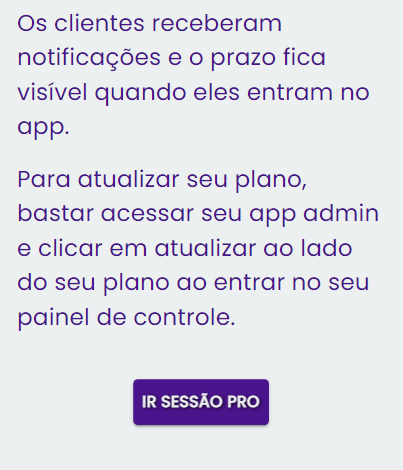 Os clientes receberam
notificações e o prazo fica
visível quando eles entram no
app.
Para atualizar seu plano,
bastar acessar seu app admin
e clicar em atualizar ao lado
do seu plano ao entrar no seu
painel de controle.
IR SESSÃO PRO